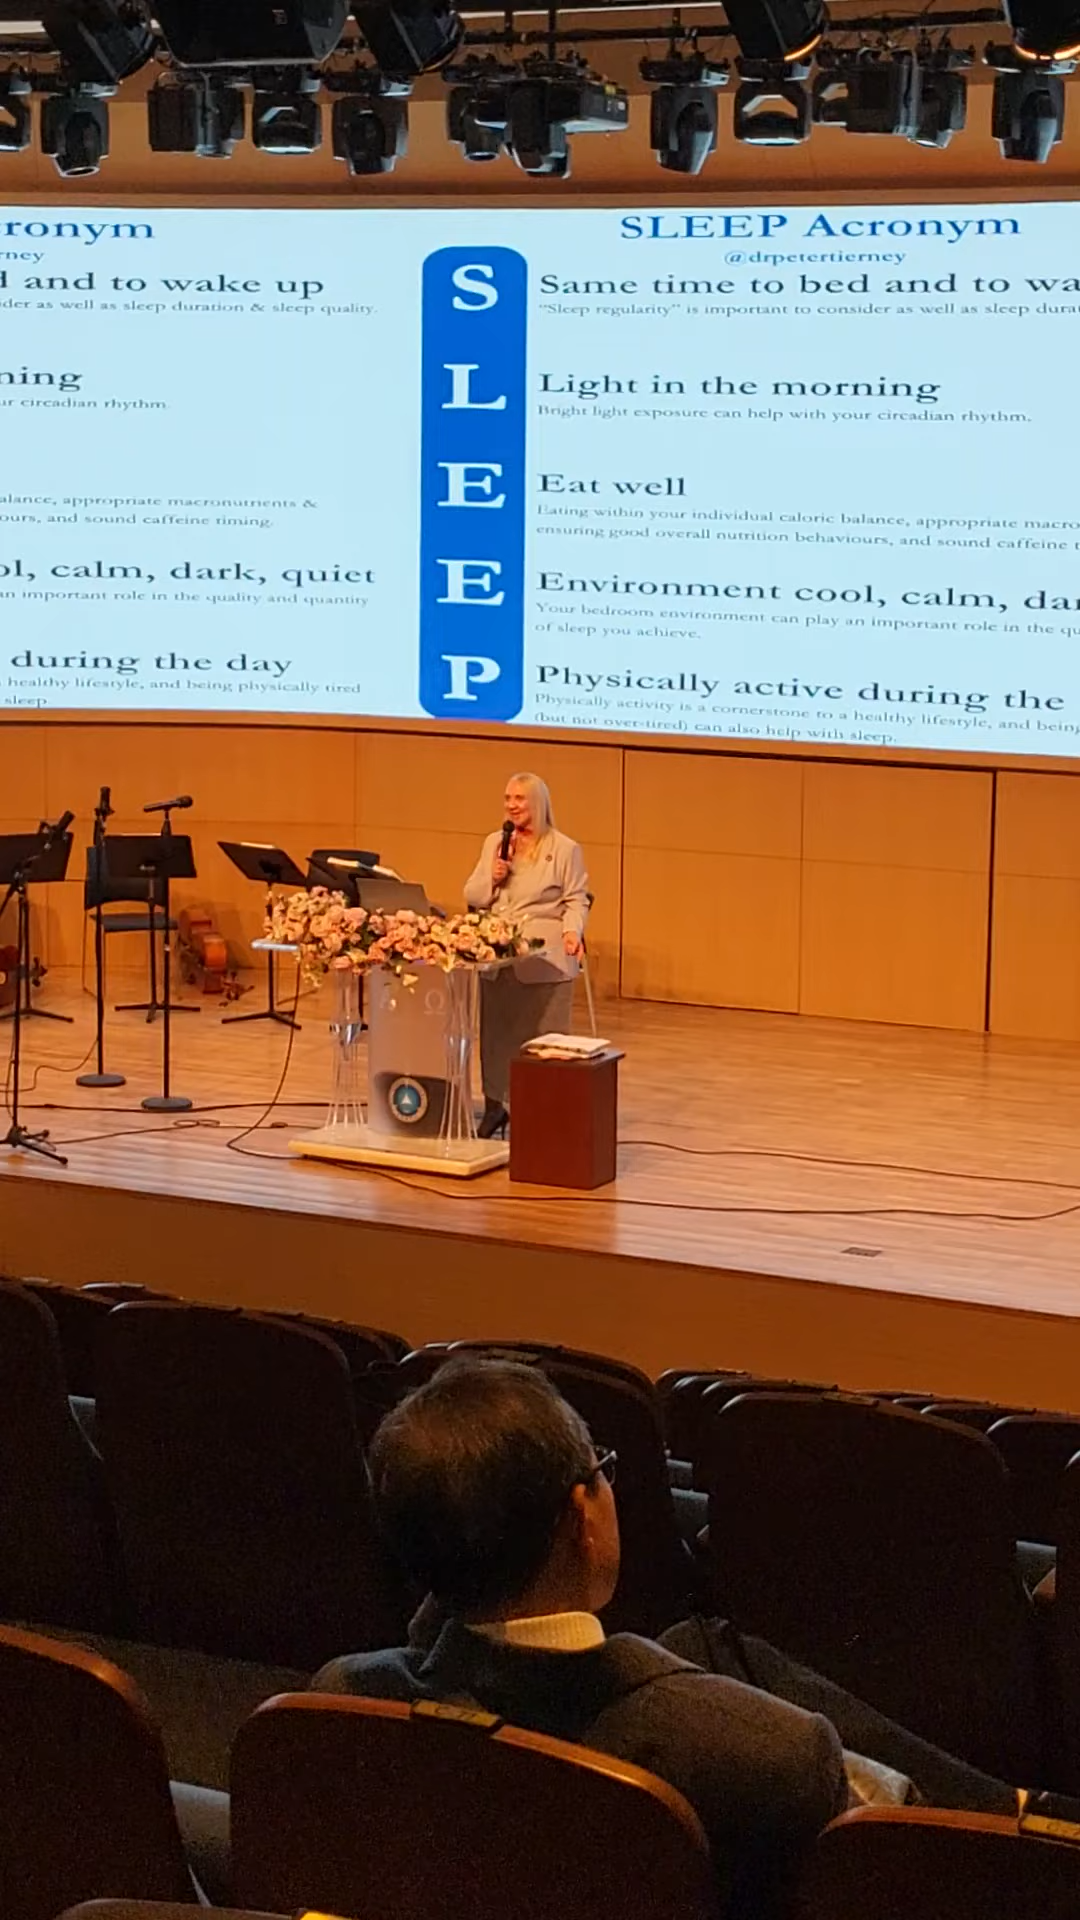 cronym
rney
d and to wake up
ider as well as sleep duration & sleep quality.
ning
ur circadian rhythm.
alance, appropriate macronutrients &
ours, and sound caffeine timing.
ol, calm, dark, quiet
an important role in the quality and quantity
during the day
healthy lifestyle, and being physically tired
sleep.
SLEEP Acronym
@drpetertierney
S
Same time to bed and to wa
"Sleep regularity" is important to consider as well as sleep dura
L
Light in the morning
Bright light exposure can help with your circadian rhythm.
E
Eat well
Eating within your individual caloric balance, appropriate macro
ensuring good overall nutrition behaviours, and sound caffeine t
E
Environment cool, calm, da
Your bedroom environment can play an important role in the qu
of sleep you achieve.
P
Physically active during the
Physically activity is a cornerstone to a healthy lifestyle, and being
(but not over-tired) can also help with sleep.
Ω